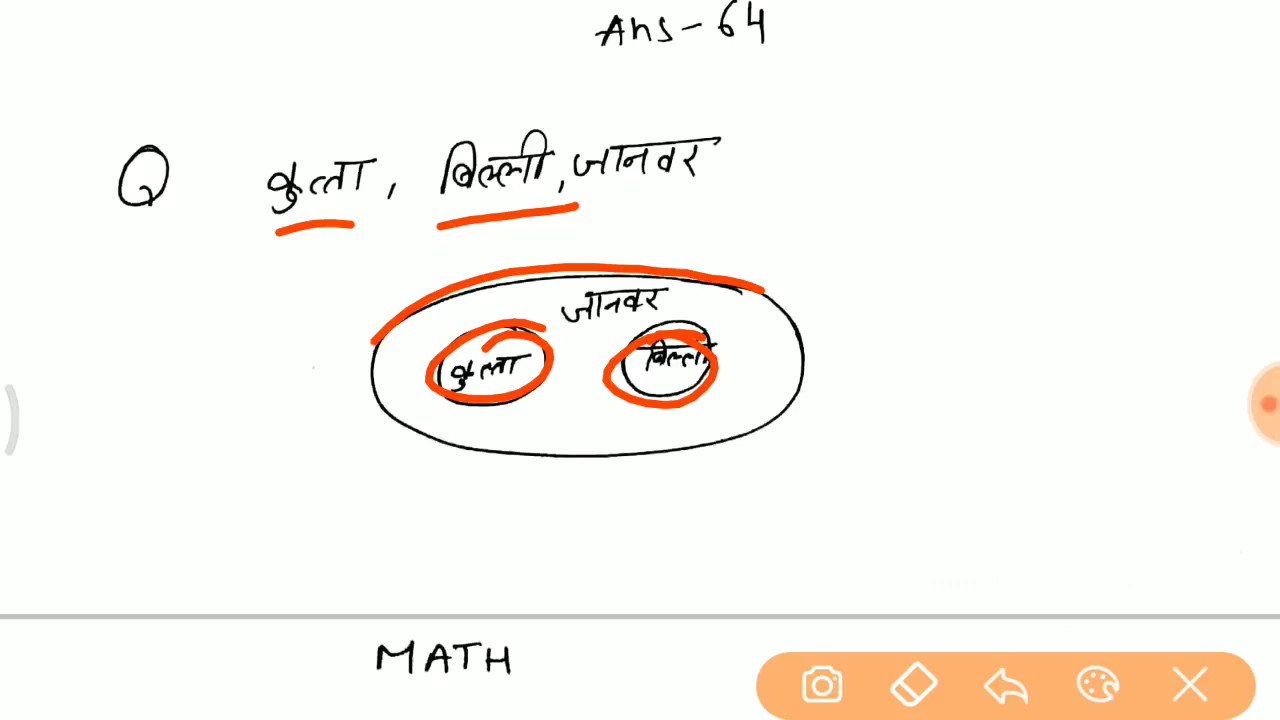 Ans - 64
Q कुत्ता, बिल्ली, जानवर
जानवर
कुत्ता बिल्ली
MATH